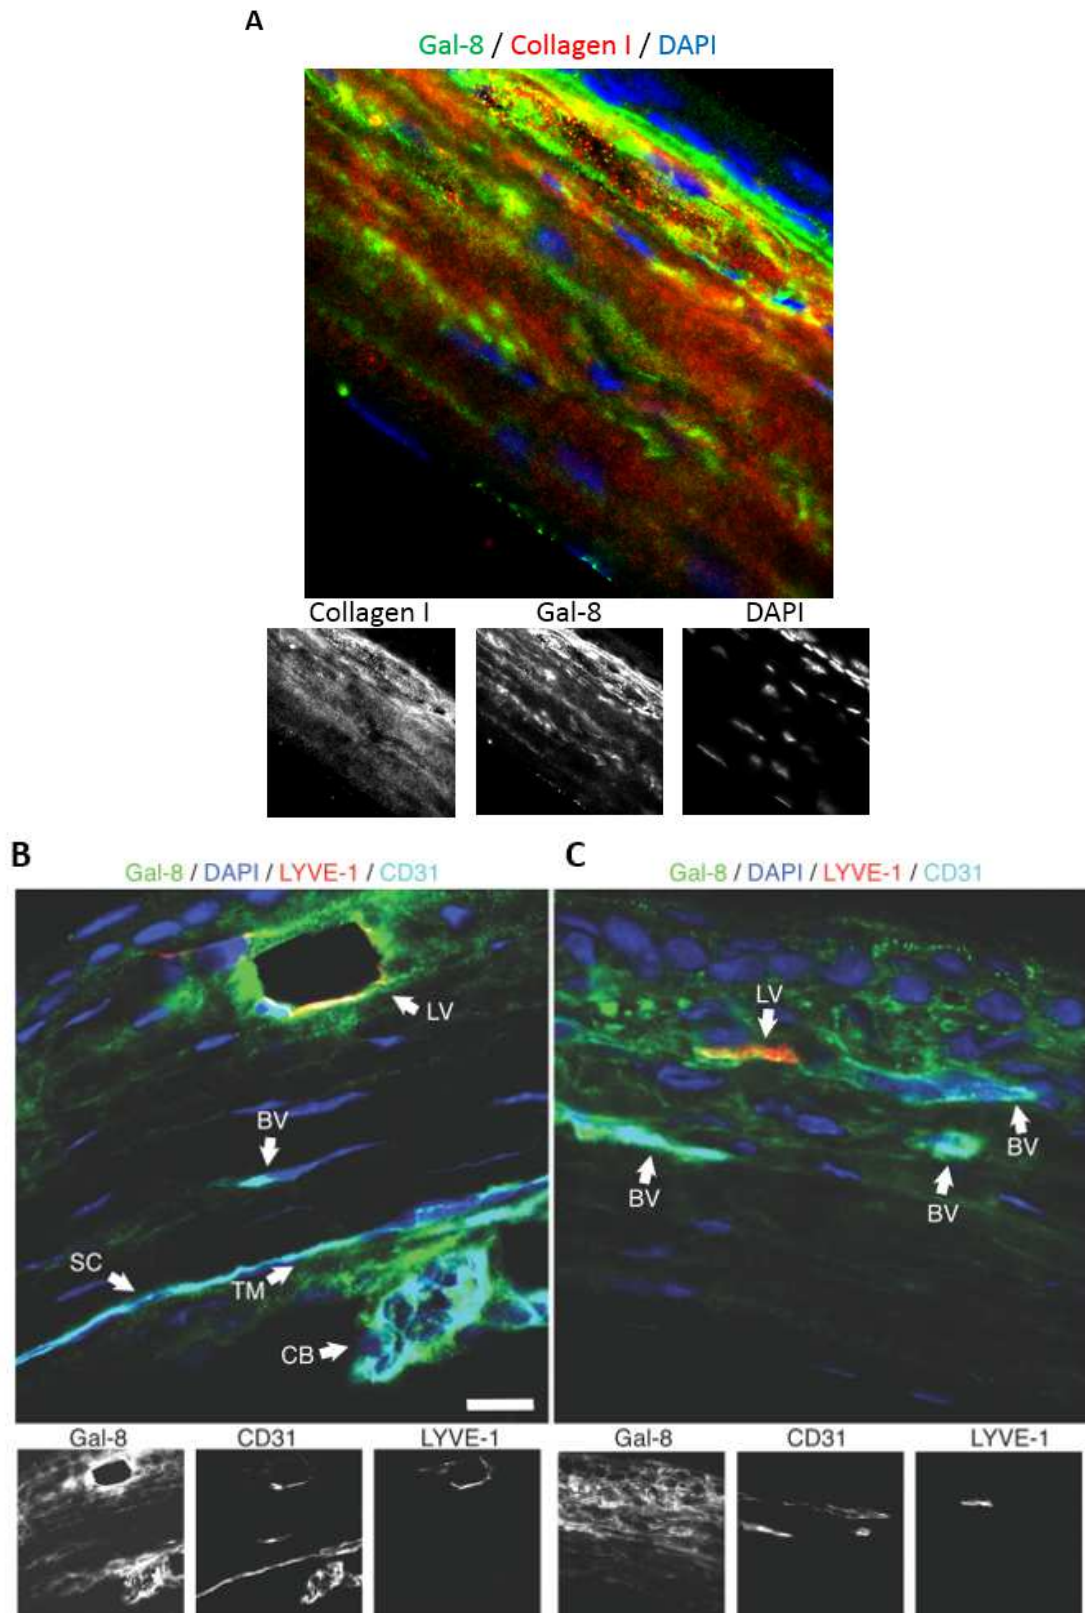 A
Gal-8 / Collagen I / DAPI
Collagen I
Gal-8
DAPI
B
Gal-8 / DAPI / LYVE-1 / CD31
LV
BV
SC
TM
CB
Gal-8
CD31
LYVE-1
C
Gal-8 / DAPI / LYVE-1 / CD31
LV
BV
BV
BV
Gal-8
CD31
LYVE-1